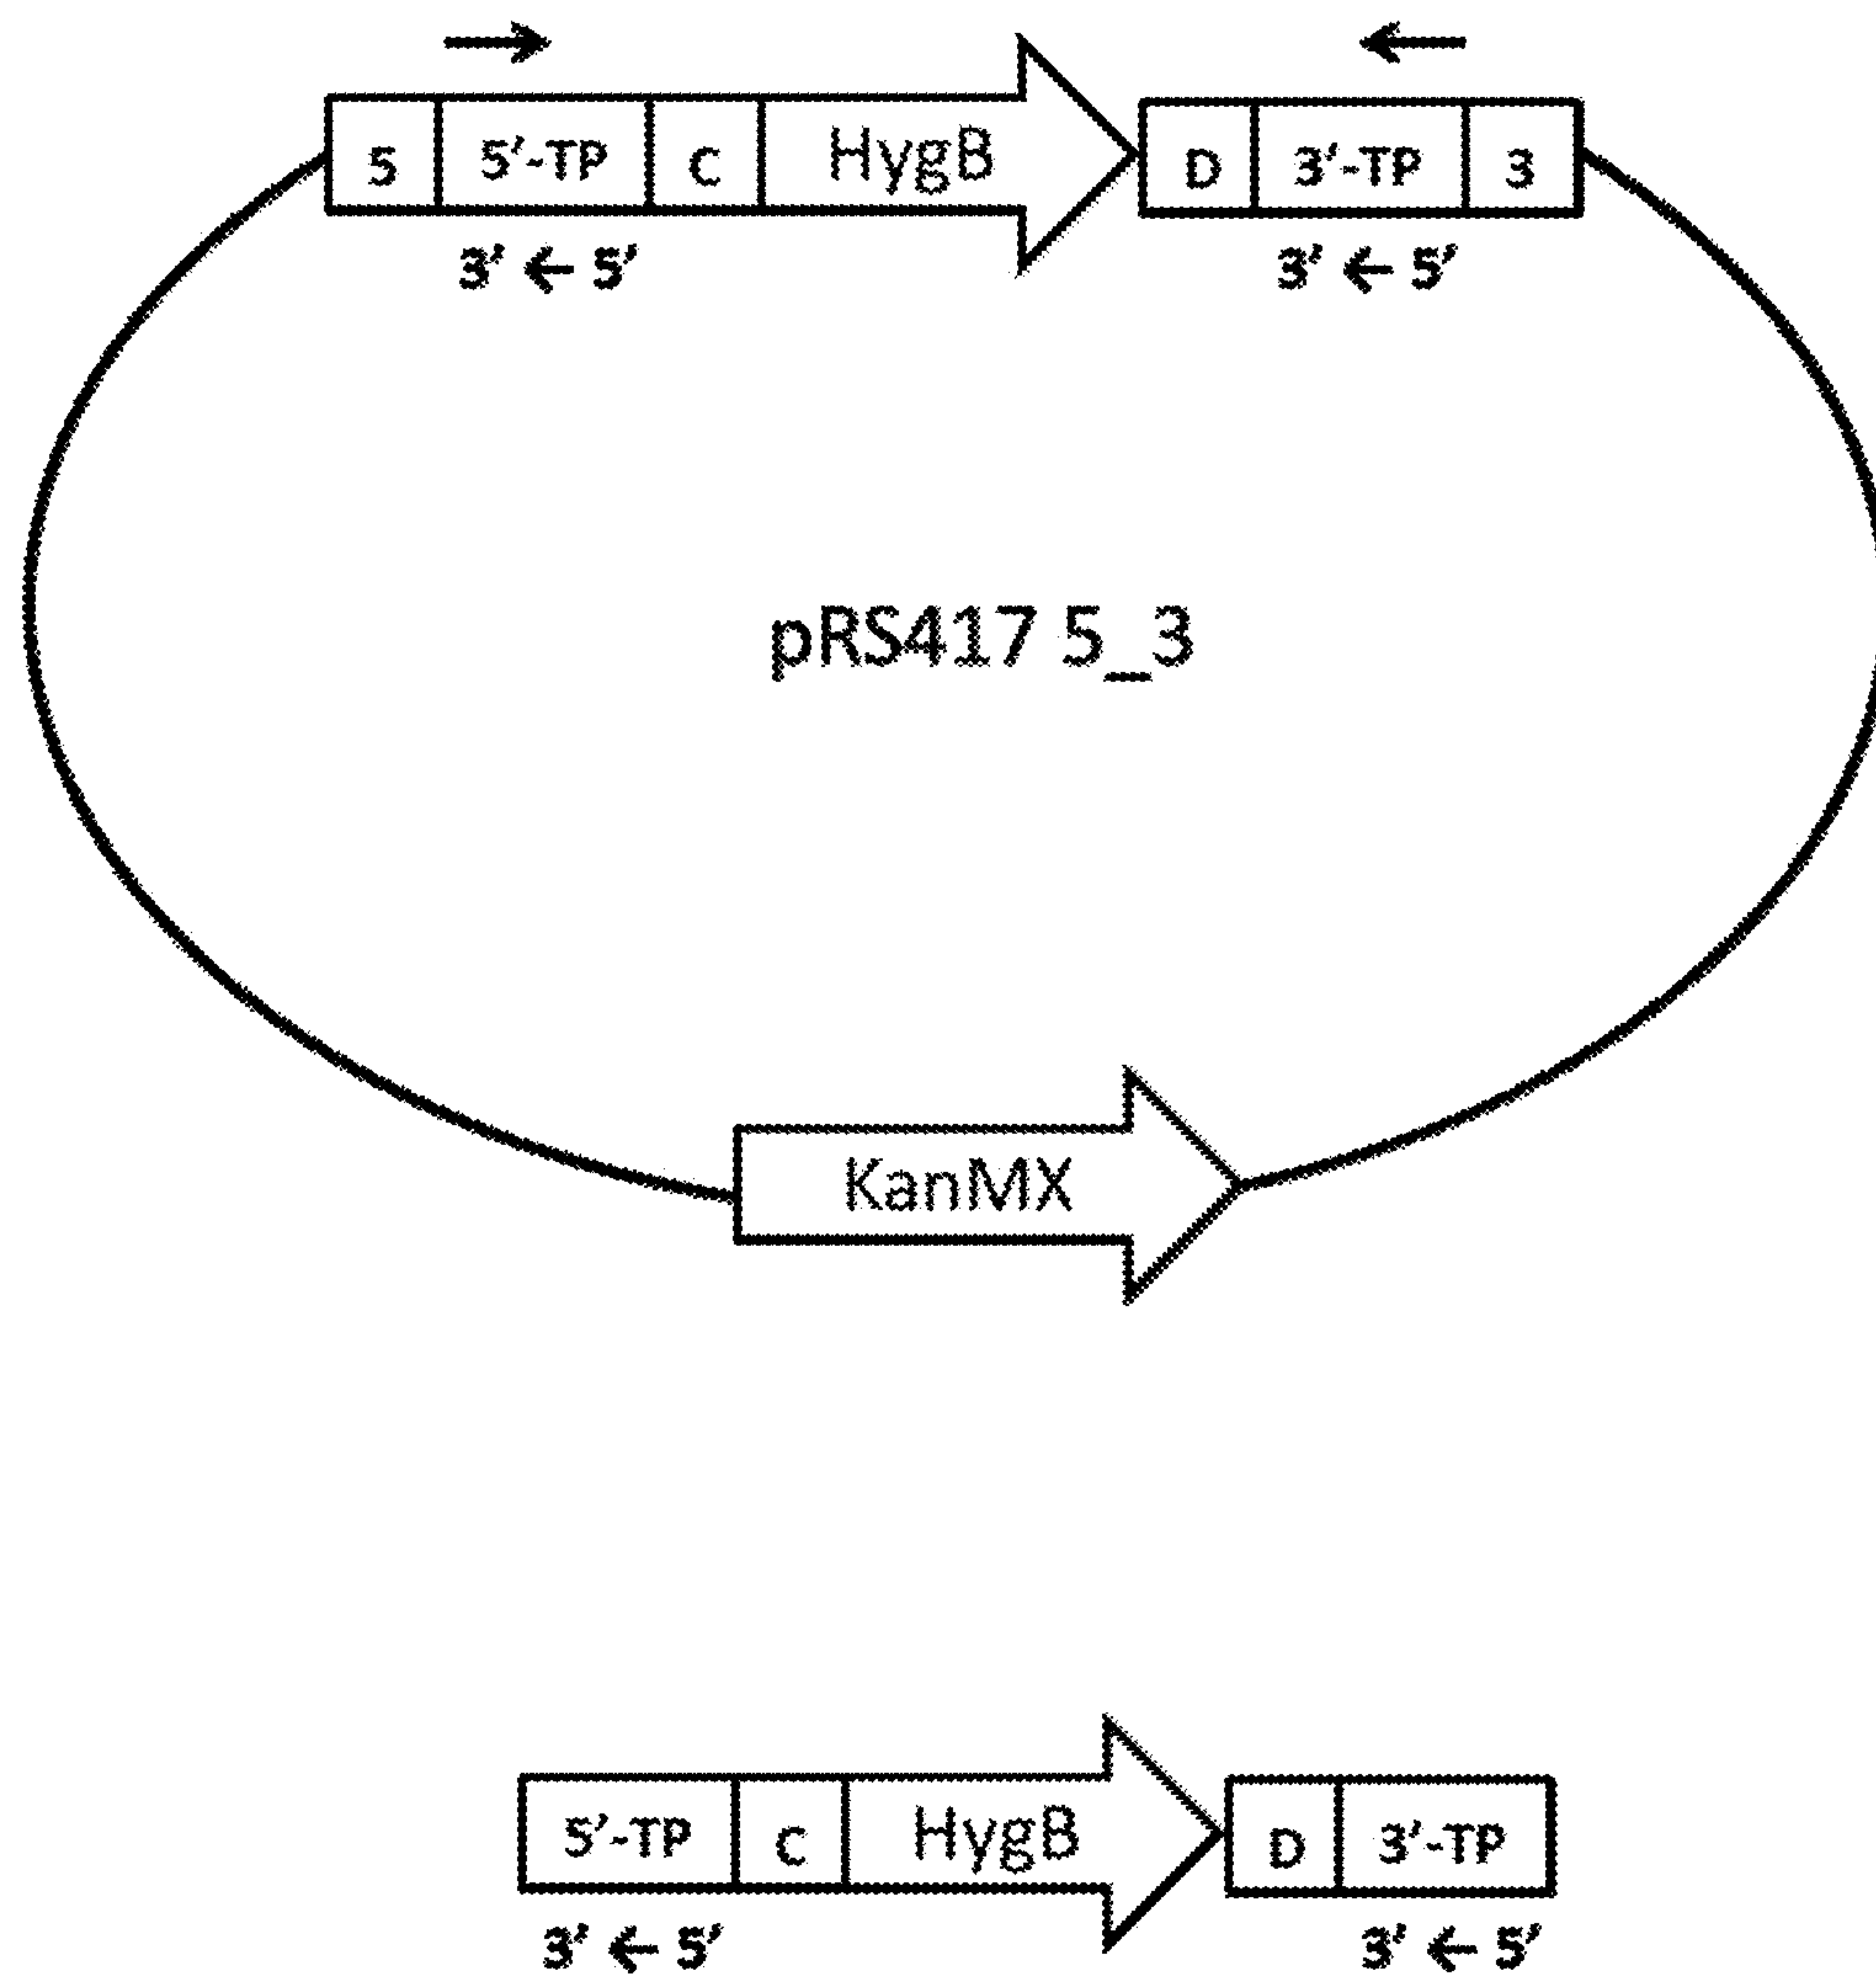 5 5'-TP C HygB D 3'-TP 3
3' ← 5' 3' ← 5'
pRS417 5_3
KanMX
5'-TP C HygB D 3'-TP
3' ← 5' 3' ← 5'